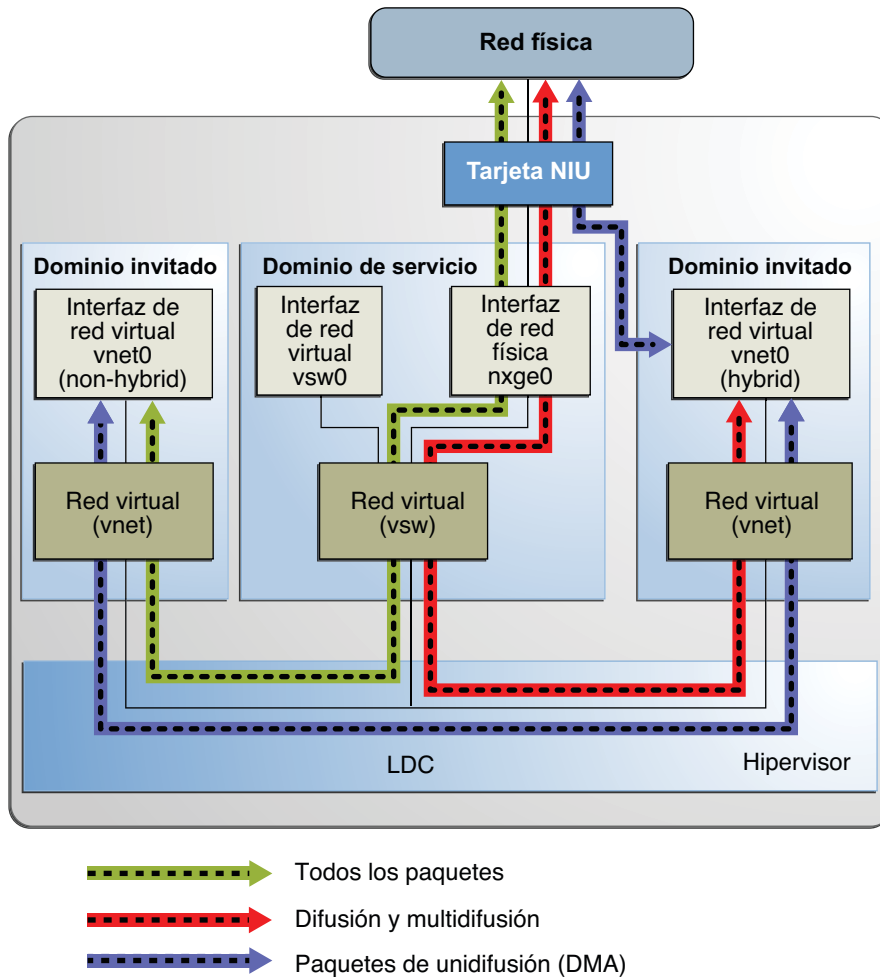 Red física
Tarjeta NIU
Dominio invitado
Interfaz de
red virtual
vnet0
(non-hybrid)
Red virtual
(vnet)
Dominio de servicio
Interfaz
de red
virtual
vsw0
Interfaz
de red
física
nxge0
Red virtual
(vsw)
Dominio invitado
Interfaz de
red virtual
vnet0
(hybrid)
Red virtual
(vnet)
LDC
Hipervisor
Todos los paquetes
Difusión y multidifusión
Paquetes de unidifusión (DMA)